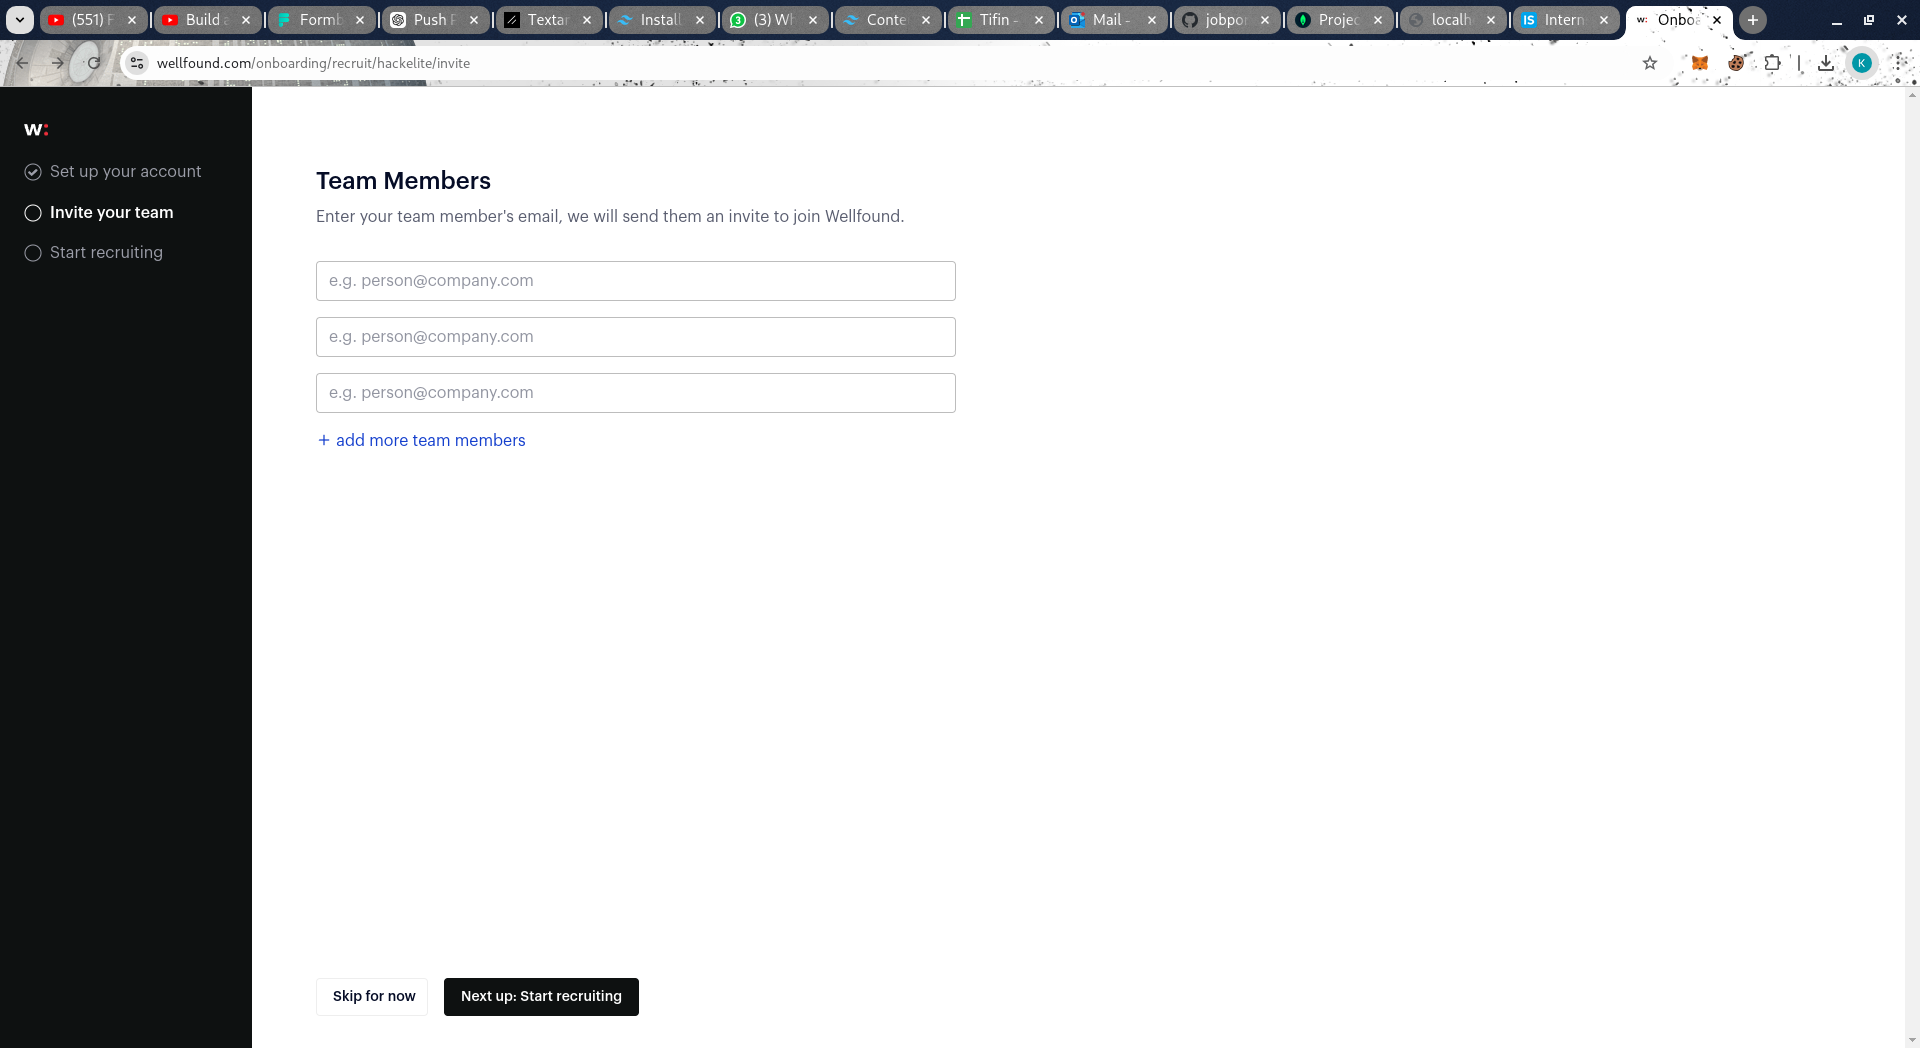 (551) F
Build a
Formb
Push F
Textar
Install
(3) Wh
Conte
Tifin -
Mail -
jobpor
Projec
localh
Intern
Onboa
wellfound.com/onboarding/recruit/hackelite/invite
K
w:
Set up your account
Invite your team
Start recruiting
Team Members
Enter your team member's email, we will send them an invite to join Wellfound.
e.g. person@company.com
e.g. person@company.com
e.g. person@company.com
+ add more team members
Skip for now
Next up: Start recruiting